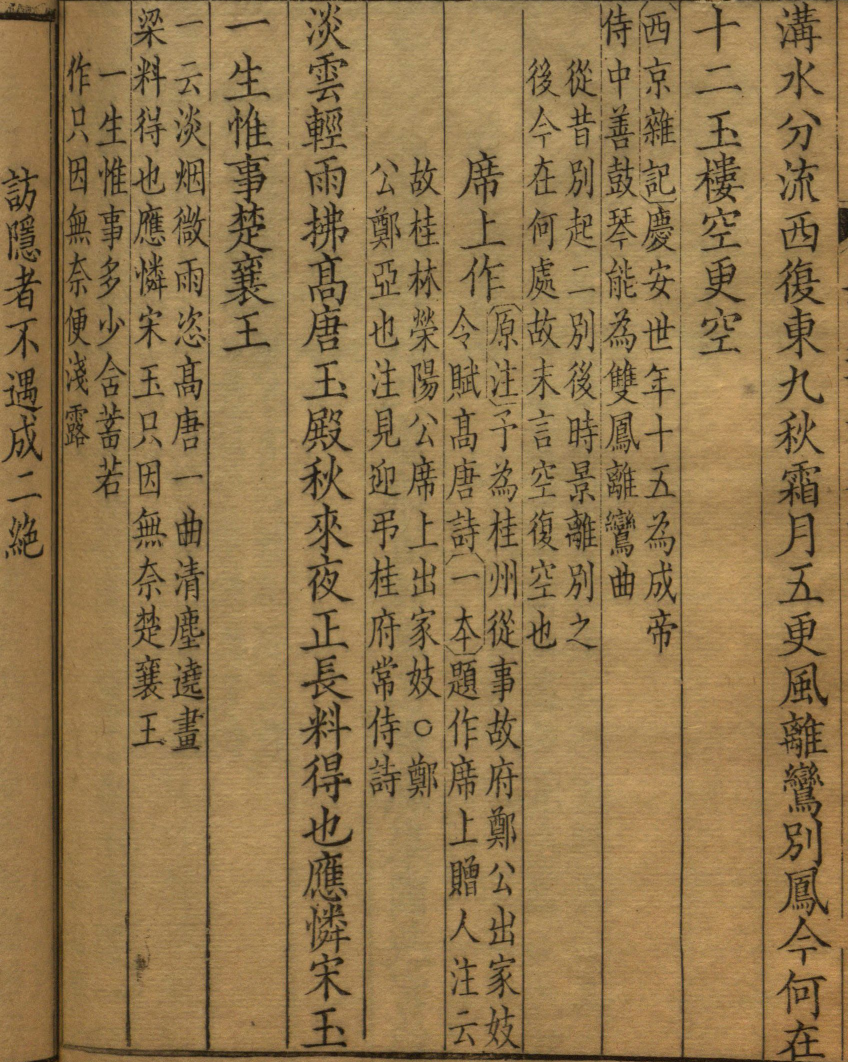 溝水分流西復東九秋霜月五更風離鸞別鳳今何在
十二玉樓空更空
西京雜記慶安世年十五為成帝
侍中善鼓琴能為雙鳳離鸞曲
從昔別起二別後時景離別之
後今在何處故末言空復空也
席上作
原注予為桂州從事故府鄭公出家妓
令賦髙唐詩一本題作席上贈人注云
故桂林滎陽公席上出家妓○鄭
公鄭亞也注見迎弔桂府常侍詩
淡雲輕雨拂髙唐玉殿秋來夜正長料得也應憐宋玉
一生惟事楚襄王
一云淡烟微雨恣髙唐一曲清塵遶畫
梁料得也應憐宋玉只因無奈楚襄王
一生惟事多少含蓄若
作只因無奈便淺露
訪隱者不遇成二絶